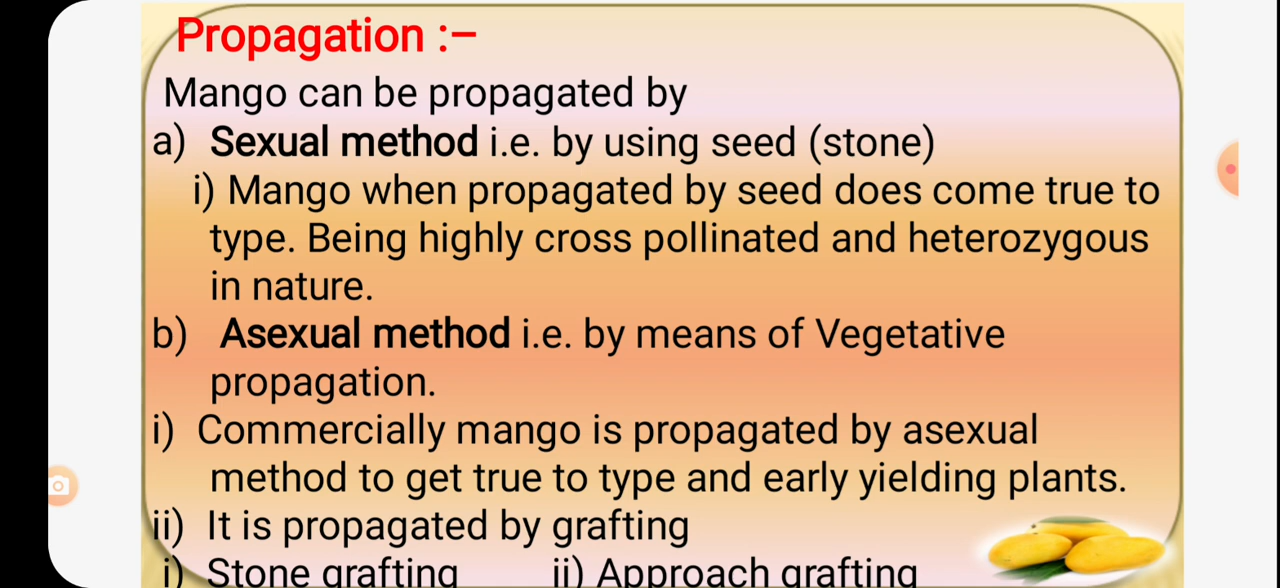 Propagation :–
Mango can be propagated by
a) Sexual method i.e. by using seed (stone)
i) Mango when propagated by seed does come true to
type. Being highly cross pollinated and heterozygous
in nature.
b) Asexual method i.e. by means of Vegetative
propagation.
i) Commercially mango is propagated by asexual
method to get true to type and early yielding plants.
ii) It is propagated by grafting
i) Stone grafting ii) Approach grafting